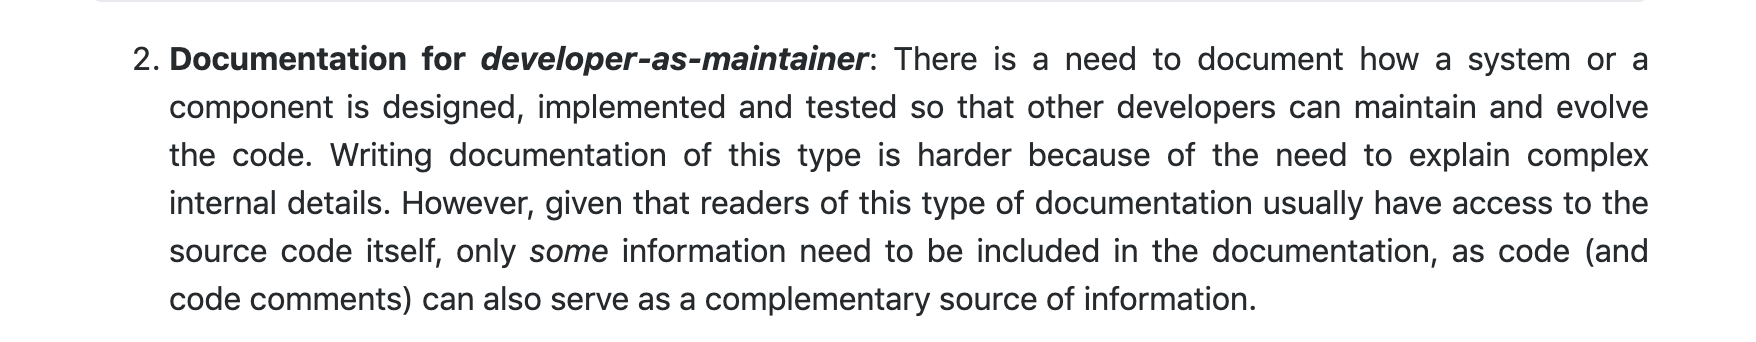 2. Documentation for developer-as-maintainer: There is a need to document how a system or a
component is designed, implemented and tested so that other developers can maintain and evolve
the code. Writing documentation of this type is harder because of the need to explain complex
internal details. However, given that readers of this type of documentation usually have access to the
source code itself, only some information need to be included in the documentation, as code (and
code comments) can also serve as a complementary source of information.